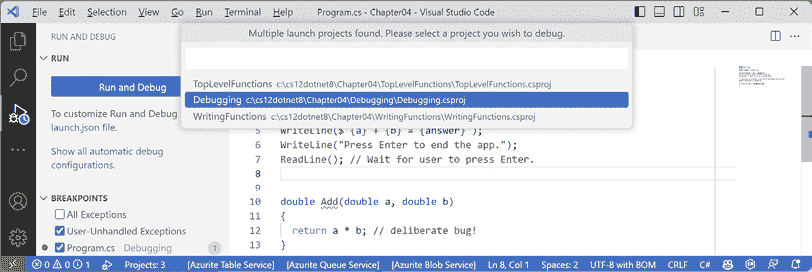 File Edit Selection View Go Run Terminal Help Program.cs - Chapter04 - Visual Studio Code
RUN AND DEBUG
RUN
Run and Debug
To customize Run and Debug
launch.json file.
Show all automatic debug
configurations.
BREAKPOINTS
All Exceptions
User-Unhandled Exceptions
Program.cs Debugging 1
Multiple launch projects found. Please select a project you wish to debug.
TopLevelFunctions c:\cs12dotnet8\Chapter04\TopLevelFunctions\TopLevelFunctions.csproj
Debugging c:\cs12dotnet8\Chapter04\Debugging\Debugging.csproj
WritingFunctions c:\cs12dotnet8\Chapter04\WritingFunctions\WritingFunctions.csproj
5 WriteLine($"{a} + {b} = {answer}");
6 WriteLine("Press Enter to end the app.");
7 ReadLine(); // Wait for user to press Enter.
8
9
10 double Add(double a, double b)
11 {
12 return a * b; // deliberate bug!
13 }
0 0 1 Projects: 3 [Azurite Table Service] [Azurite Queue Service] [Azurite Blob Service] Ln 8, Col 1 Spaces: 2 UTF-8 with BOM CRLF C#